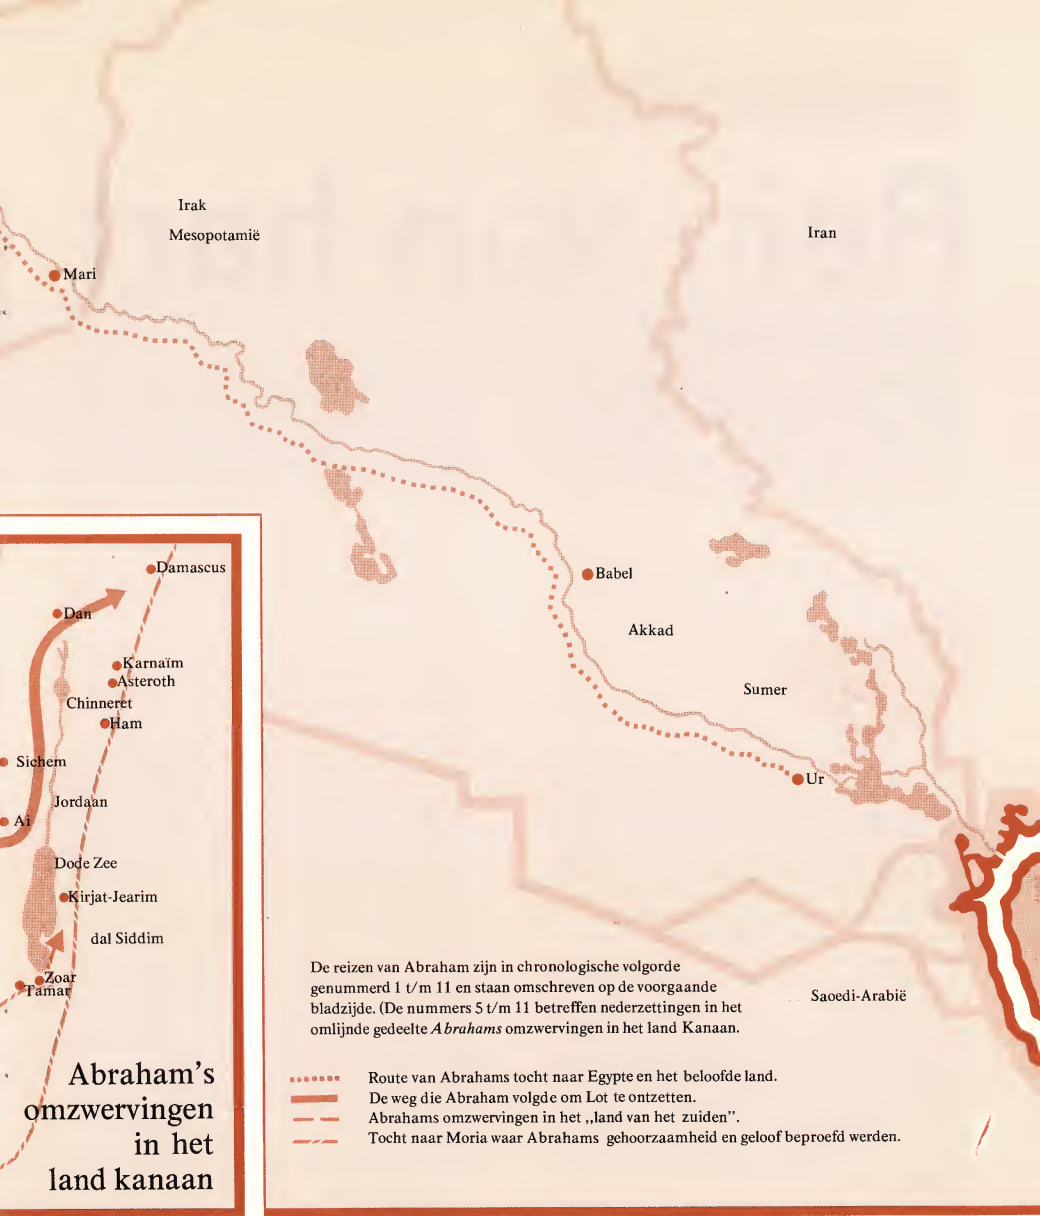 Irak
Mesopotamië
Iran
Mari
Babel
Akkad
Sumer
Ur
Saoedi-Arabië
Damascus
Dan
Karnaïm
Asteroth
Chinneret
Ham
Sichem
Jordaan
Ai
Dode Zee
Kirjat-Jearim
dal Siddim
Zoar
Tamar
Abraham's
omzwervingen
in het
land kanaan
De reizen van Abraham zijn in chronologische volgorde
genummerd 1 t/m 11 en staan omschreven op de voorgaande
bladzijde. (De nummers 5 t/m 11 betreffen nederzettingen in het
omlijnde gedeelte Abrahams omzwervingen in het land Kanaan.
Route van Abrahams tocht naar Egypte en het beloofde land.
De weg die Abraham volgde om Lot te ontzetten.
Abrahams omzwervingen in het „land van het zuiden”.
Tocht naar Moria waar Abrahams gehoorzaamheid en geloof beproefd werden.